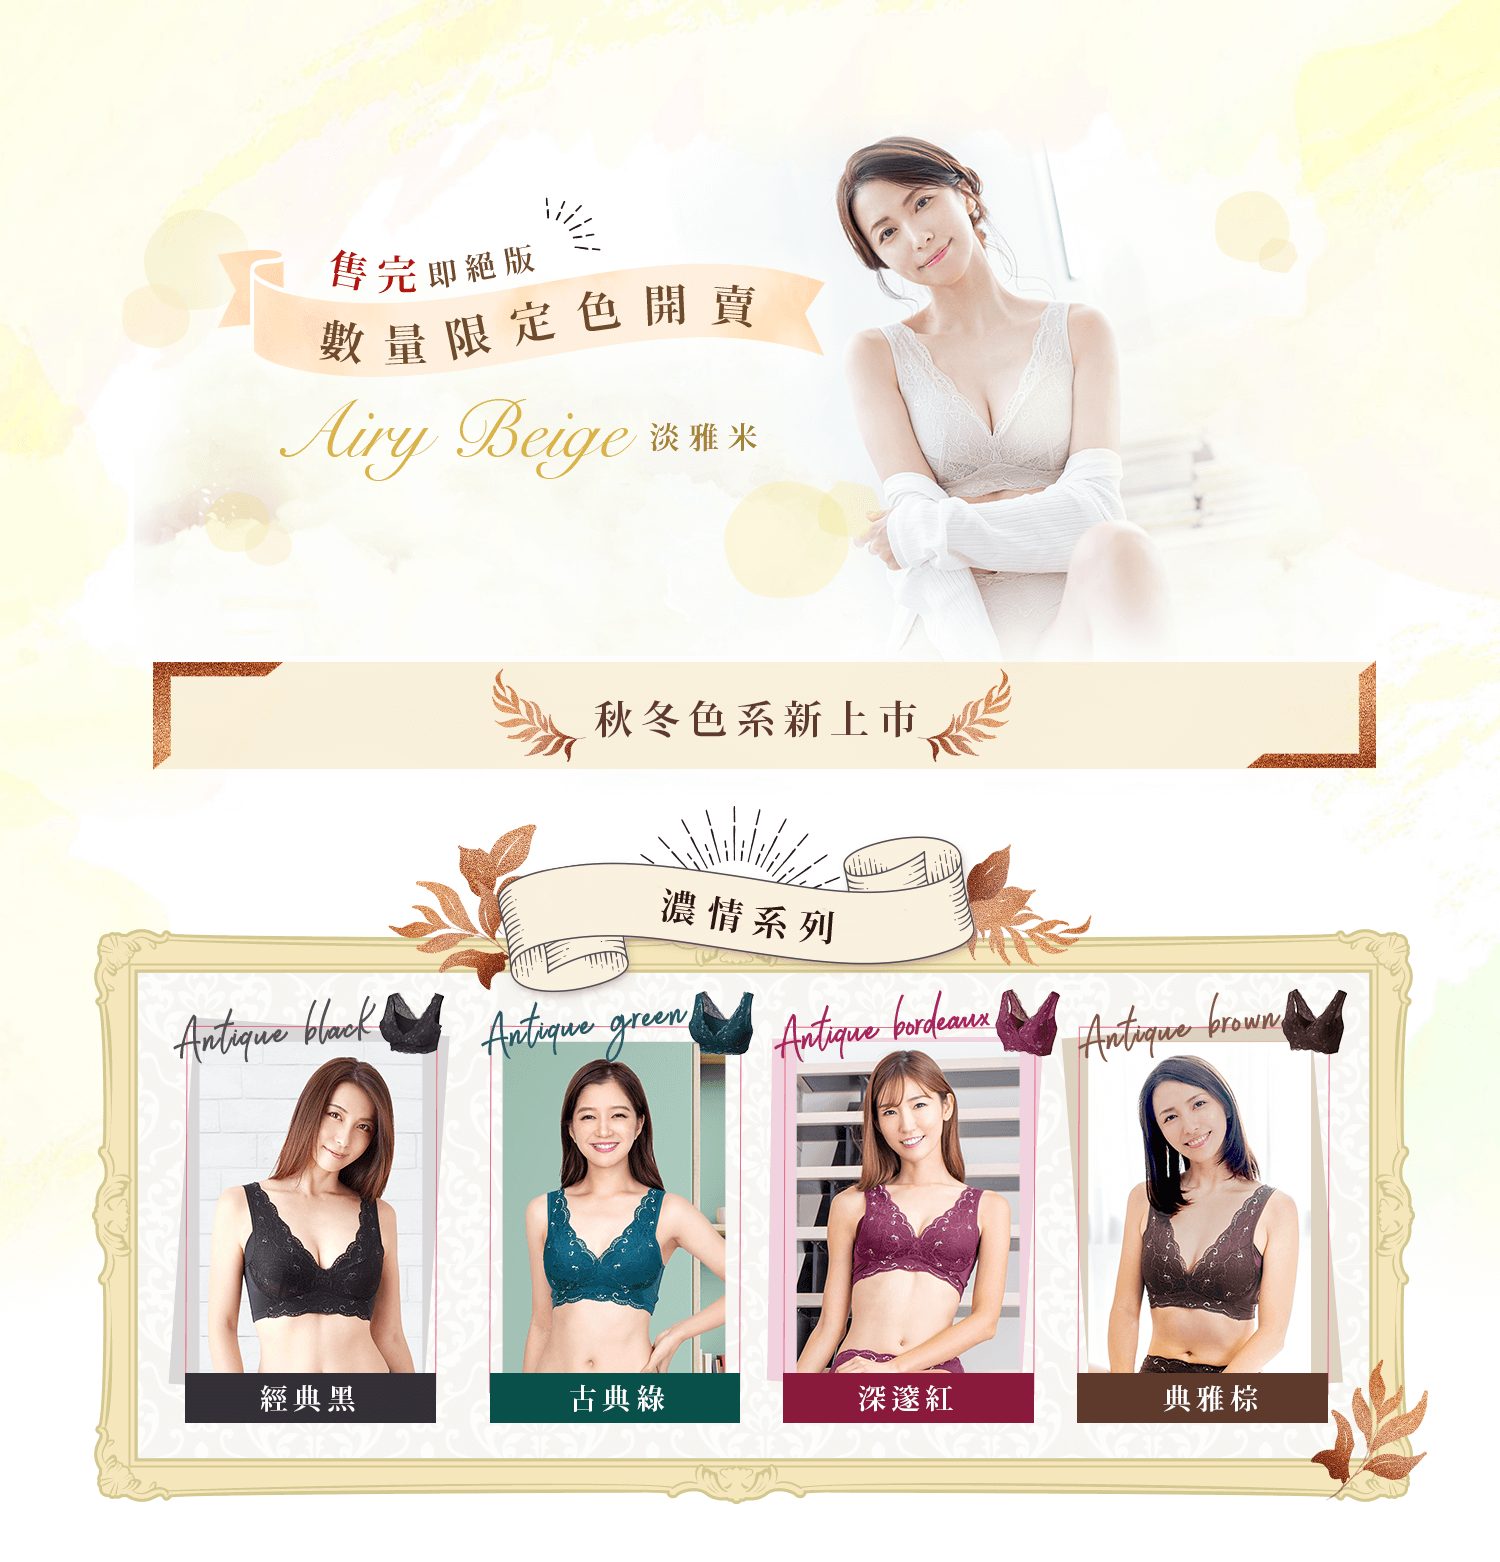 售完即絕版
數量限定色開賣
Airy Beige 淡雅米
秋冬色系新上市
濃情系列
Antique black
Antique green
Antique bordeaux
Antique brown
經典黑
古典綠
深邃紅
典雅棕